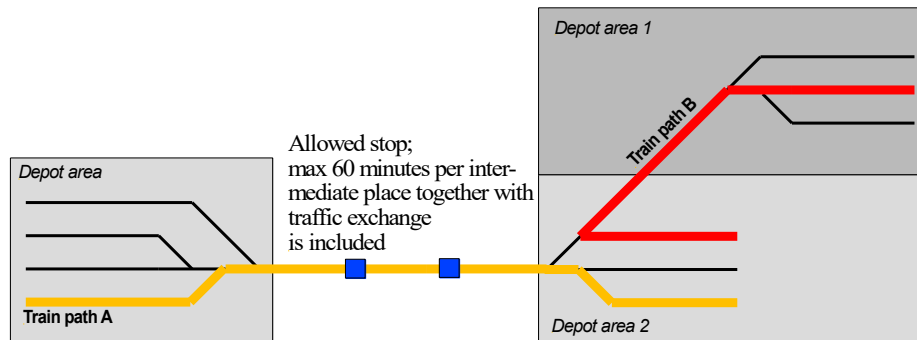 Depot area 1
Train path B
Allowed stop;
max 60 minutes per inter-
mediate place together with
traffic exchange
is included
Depot area
Train path A
Depot area 2